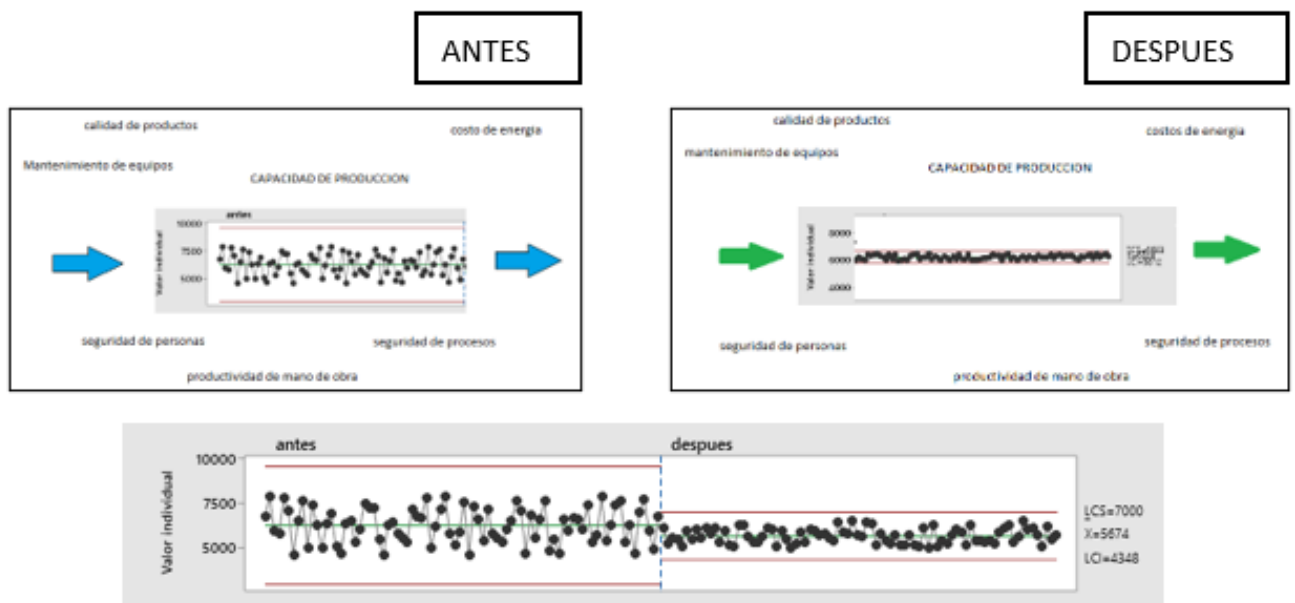 ANTES
DESPUES
calidad de productos
costo de energia
Mantenimiento de equipos
CAPACIDAD DE PRODUCCION
antes
Valor individual
10000
7500
5000
seguridad de personas
seguridad de procesos
productividad de mano de obra
calidad de productos
costos de energia
mantenimiento de equipos
CAPACIDAD DE PRODUCCION
Valor individual
8000
6000
4000
seguridad de personas
seguridad de procesos
productividad de mano de obra
antes
despues
Valor individual
10000
7500
5000
LCS=7000
X̄=5674
LCI=4348